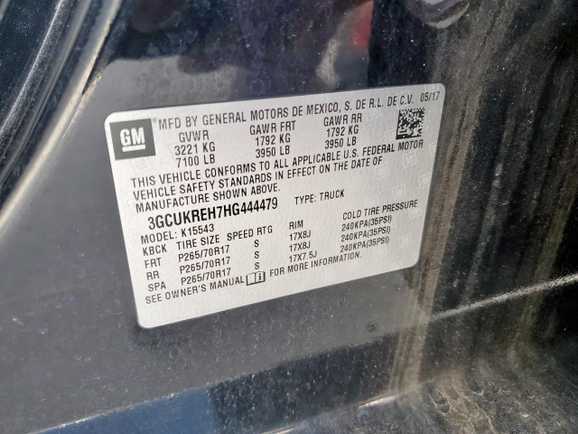 GM
MFD BY GENERAL MOTORS DE MEXICO, S. DE R.L. DE C.V. 05/17
GVWR GAWR FRT GAWR RR
3221 KG 1792 KG 1792 KG
7100 LB 3950 LB 3950 LB
THIS VEHICLE CONFORMS TO ALL APPLICABLE U.S. FEDERAL MOTOR
VEHICLE SAFETY STANDARDS IN EFFECT ON THE DATE OF
MANUFACTURE SHOWN ABOVE.
3GCUKREH7HG444479 TYPE: TRUCK
MODEL: K15543
KBCK TIRE SIZE SPEED RTG RIM COLD TIRE PRESSURE
FRT P265/70R17 S 17X8J 240KPA(35PSI)
RR P265/70R17 S 17X8J 240KPA(35PSI)
SPA P265/70R17 S 17X7.5J 240KPA(35PSI)
SEE OWNER'S MANUAL FOR MORE INFORMATION.